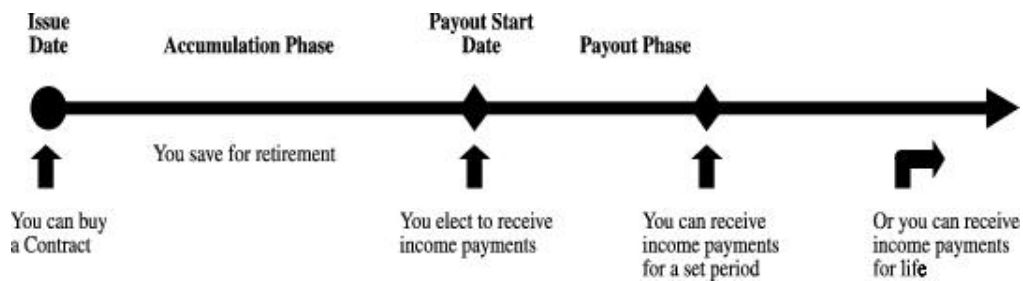 Issue
Date
Accumulation Phase
Payout Start
Date
Payout Phase
You save for retirement
You can buy
a Contract
You elect to receive
income payments
You can receive
income payments
for a set period
Or you can receive
income payments
for life